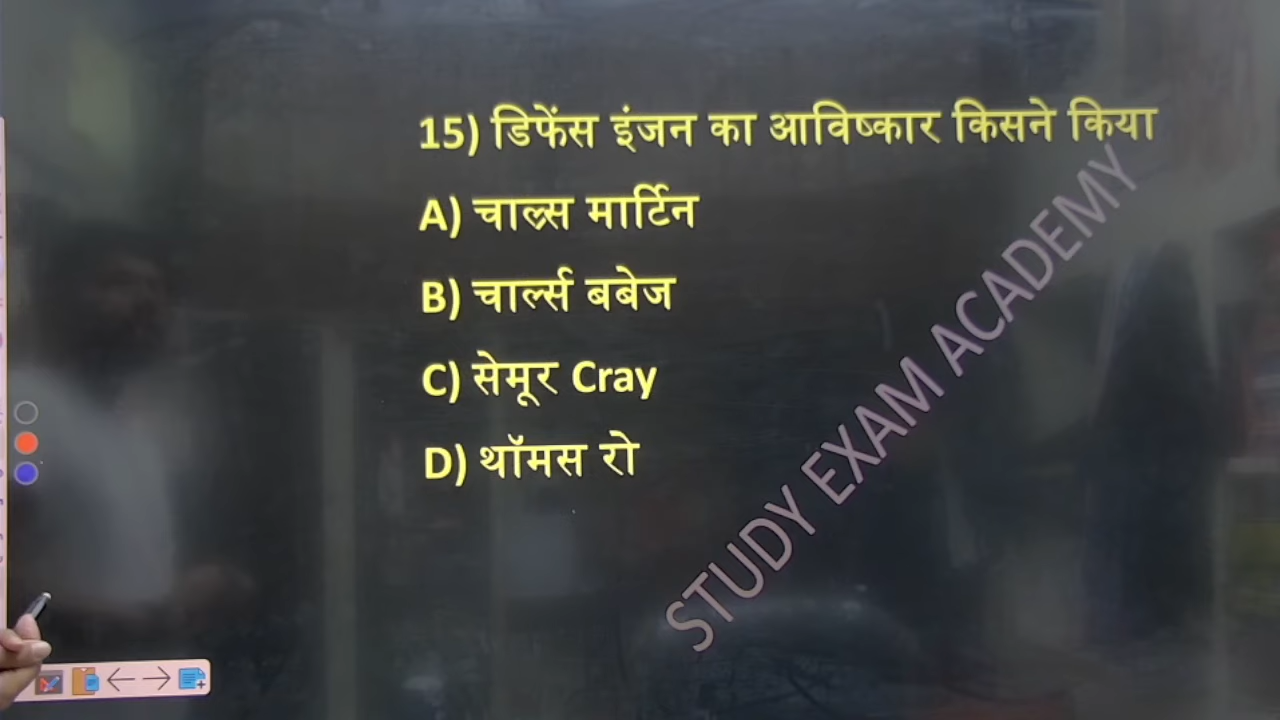 15) डिफेंस इंजन का आविष्कार किसने किया
A) चाल्र्स मार्टिन
B) चार्ल्स बबेज
C) सेमूर Cray
D) थॉमस रो
STUDY EXAM ACADEMY